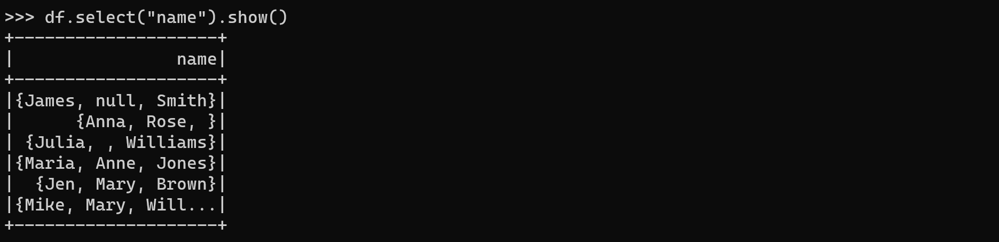 >>> df.select("name").show()
+--------------------+
|                name|
+--------------------+
|{James, null, Smith}|
|      {Anna, Rose, }|
| {Julia, , Williams}|
|{Maria, Anne, Jones}|
|  {Jen, Mary, Brown}|
|{Mike, Mary, Will...|
+--------------------+